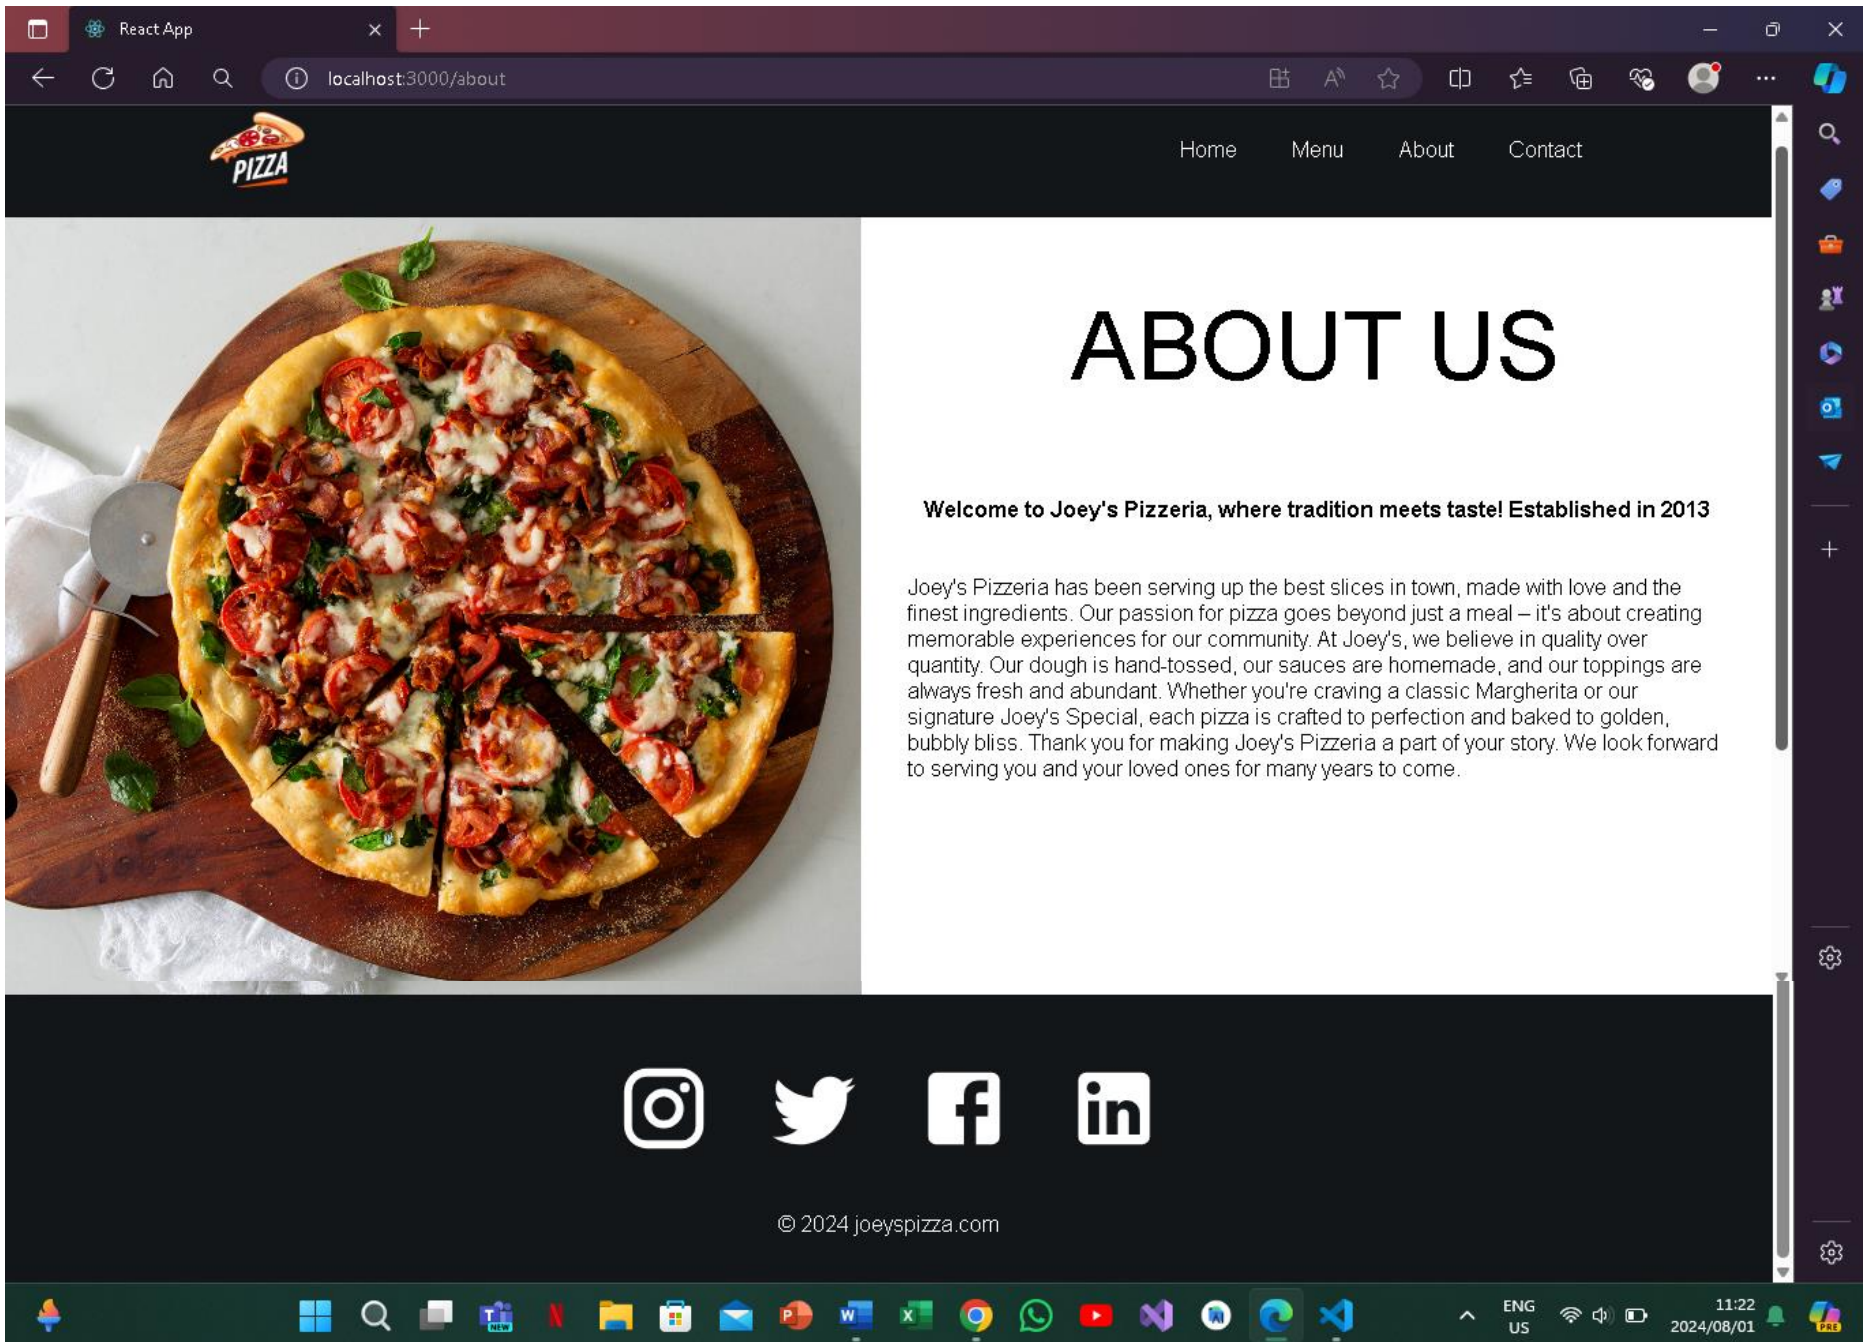 React App
localhost:3000/about
PIZZA
Home Menu About Contact
ABOUT US
Welcome to Joey's Pizzeria, where tradition meets taste! Established in 2013
Joey's Pizzeria has been serving up the best slices in town, made with love and the
finest ingredients. Our passion for pizza goes beyond just a meal – it's about creating
memorable experiences for our community. At Joey's, we believe in quality over
quantity. Our dough is hand-tossed, our sauces are homemade, and our toppings are
always fresh and abundant. Whether you're craving a classic Margherita or our
signature Joey's Special, each pizza is crafted to perfection and baked to golden,
bubbly bliss. Thank you for making Joey's Pizzeria a part of your story. We look forward
to serving you and your loved ones for many years to come.
© 2024 joeyspizza.com
NEW
ENG
US
11:22
2024/08/01
PRE